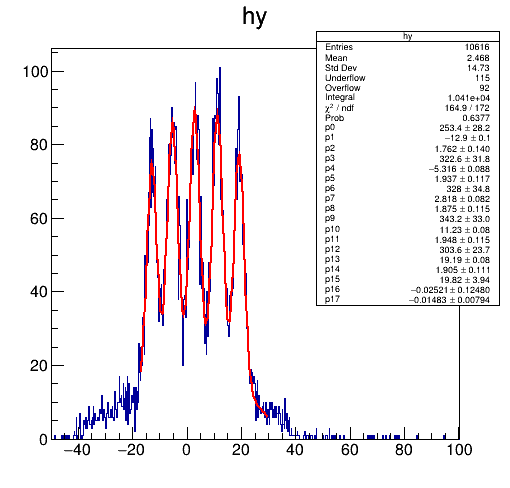 hy
hy
Entries 10616
Mean 2.468
Std Dev 14.73
Underflow 115
Overflow 92
Integral 1.041e+04
χ² / ndf 164.9 / 172
Prob 0.6377
p0 253.4 ± 28.2
p1 −12.9 ± 0.1
p2 1.762 ± 0.140
p3 322.6 ± 31.8
p4 −5.316 ± 0.088
p5 1.937 ± 0.117
p6 328 ± 34.8
p7 2.818 ± 0.082
p8 1.875 ± 0.115
p9 343.2 ± 33.0
p10 11.23 ± 0.08
p11 1.948 ± 0.115
p12 303.6 ± 23.7
p13 19.19 ± 0.08
p14 1.905 ± 0.111
p15 19.82 ± 3.94
p16 −0.02521 ± 0.12480
p17 −0.01483 ± 0.00794
100
80
60
40
20
0
−40 −20 0 20 40 60 80 100